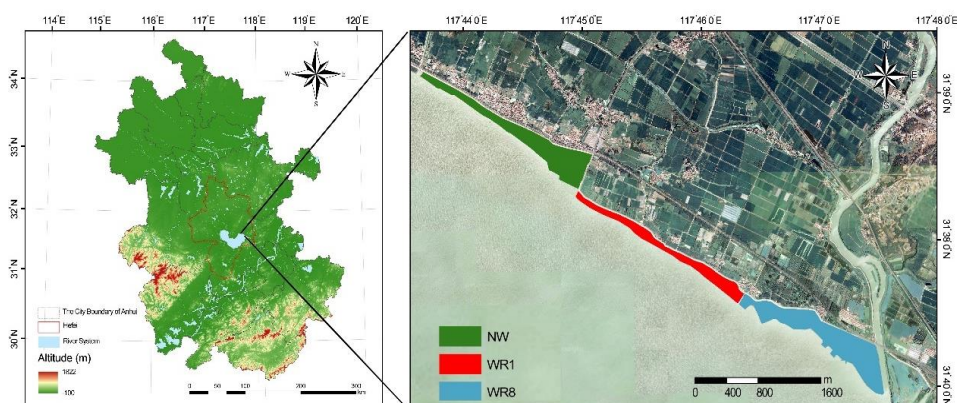 115°E 116°E 117°E 118°E 119°E 120°E
34°N
33°N
32°N
31°N
30°N
N
W E
S
The City Boundary of Anhui
Hefei
River System
Altitude (m)
1822
-100
0 50 100 200 300
km
117°44'0"E 117°45'0"E 117°46'0"E 117°47'0"E 117°48'0"E
31°39'0"N
31°38'0"N
31°40'0"N
N
W E
S
NW
WR1
WR8
0 400 800 1600
m